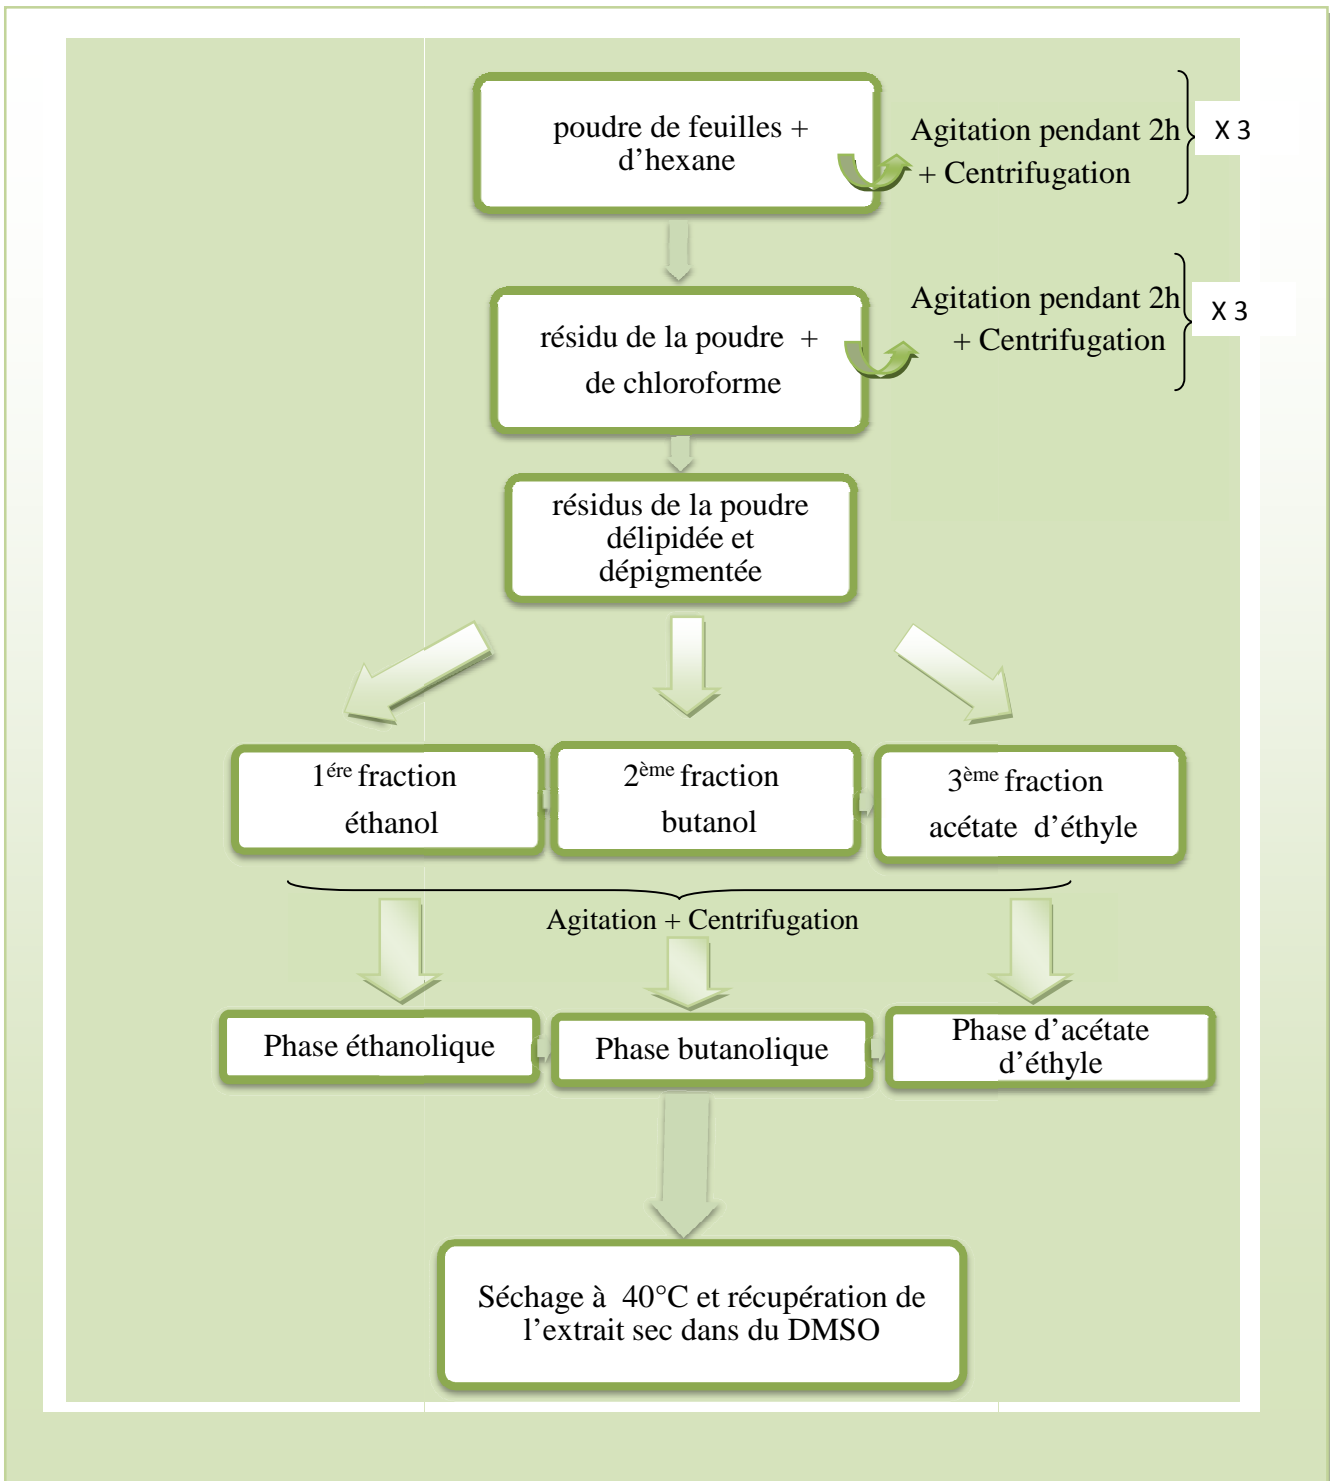 poudre de feuilles +
d’hexane
Agitation pendant 2h
+ Centrifugation
X 3
résidu de la poudre +
de chloroforme
Agitation pendant 2h
+ Centrifugation
X 3
résidus de la poudre
délipidée et
dépigmentée
1ére fraction
éthanol
2ème fraction
butanol
3ème fraction
acétate d’éthyle
Agitation + Centrifugation
Phase éthanolique
Phase butanolique
Phase d’acétate
d’éthyle
Séchage à 40°C et récupération de
l’extrait sec dans du DMSO